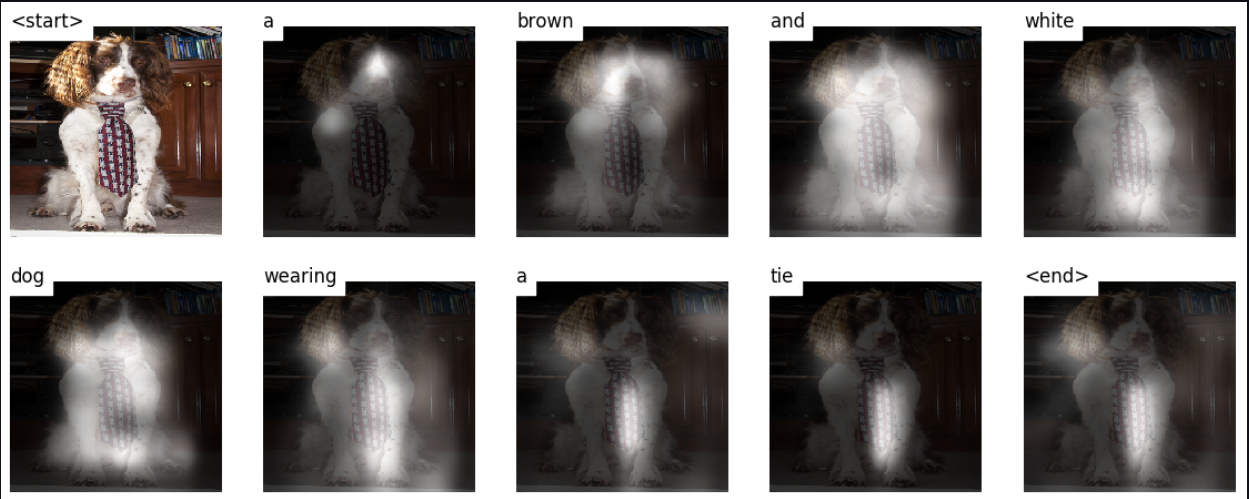 <start> a brown and white
dog wearing a tie <end>